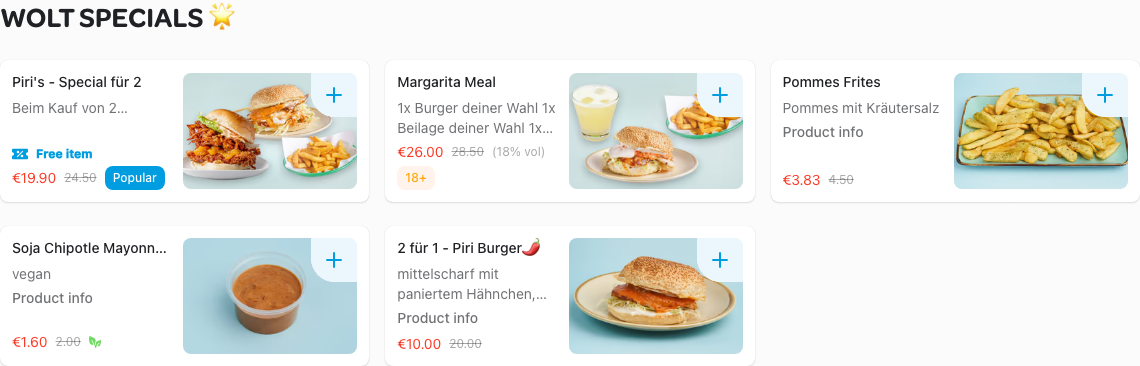 WOLT SPECIALS 🌟
Piri's - Special für 2
Beim Kauf von 2...
Free item
€19.90 24.50 Popular
Margarita Meal
1x Burger deiner Wahl 1x
Beilage deiner Wahl 1x...
€26.00 28.50 (18% vol)
18+
Pommes Frites
Pommes mit Kräutersalz
Product info
€3.83 4.50
Soja Chipotle Mayonn...
vegan
Product info
€1.60 2.00
2 für 1 - Piri Burger🌶️
mittelscharf mit
paniertem Hähnchen,...
Product info
€10.00 20.00